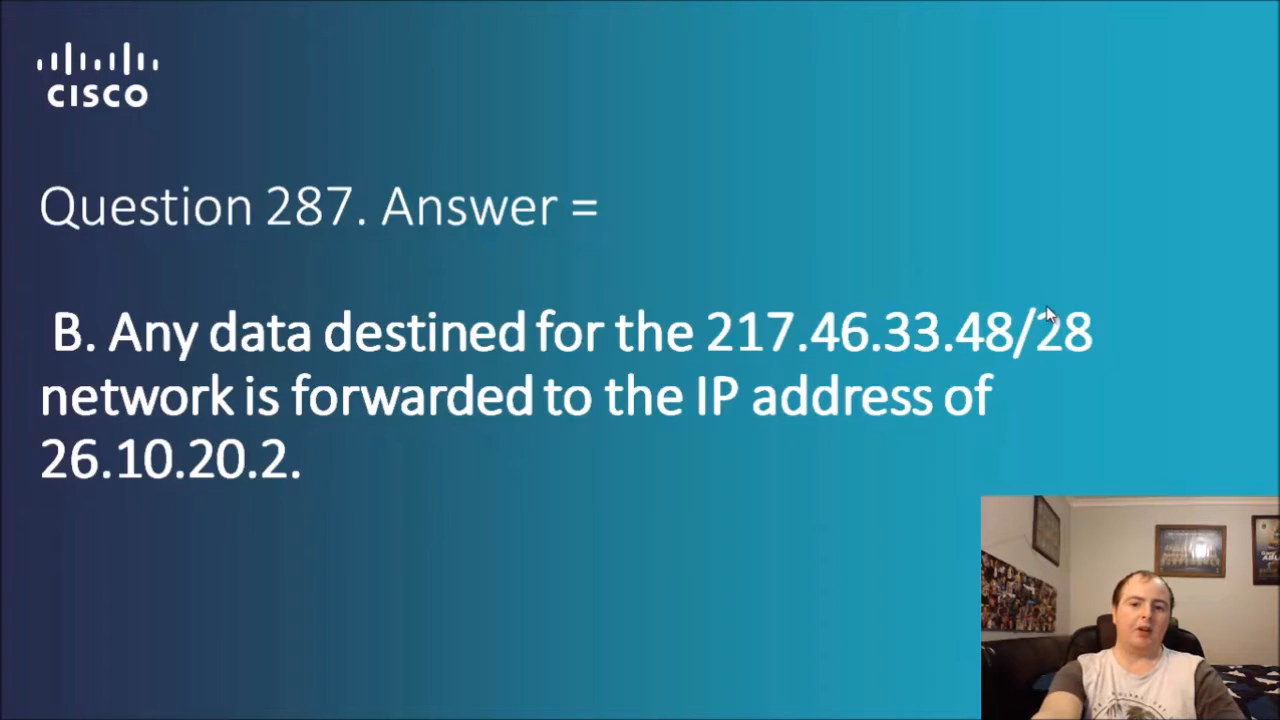 CISCO
Question 287. Answer =
B. Any data destined for the 217.46.33.48/28
network is forwarded to the IP address of
26.10.20.2.